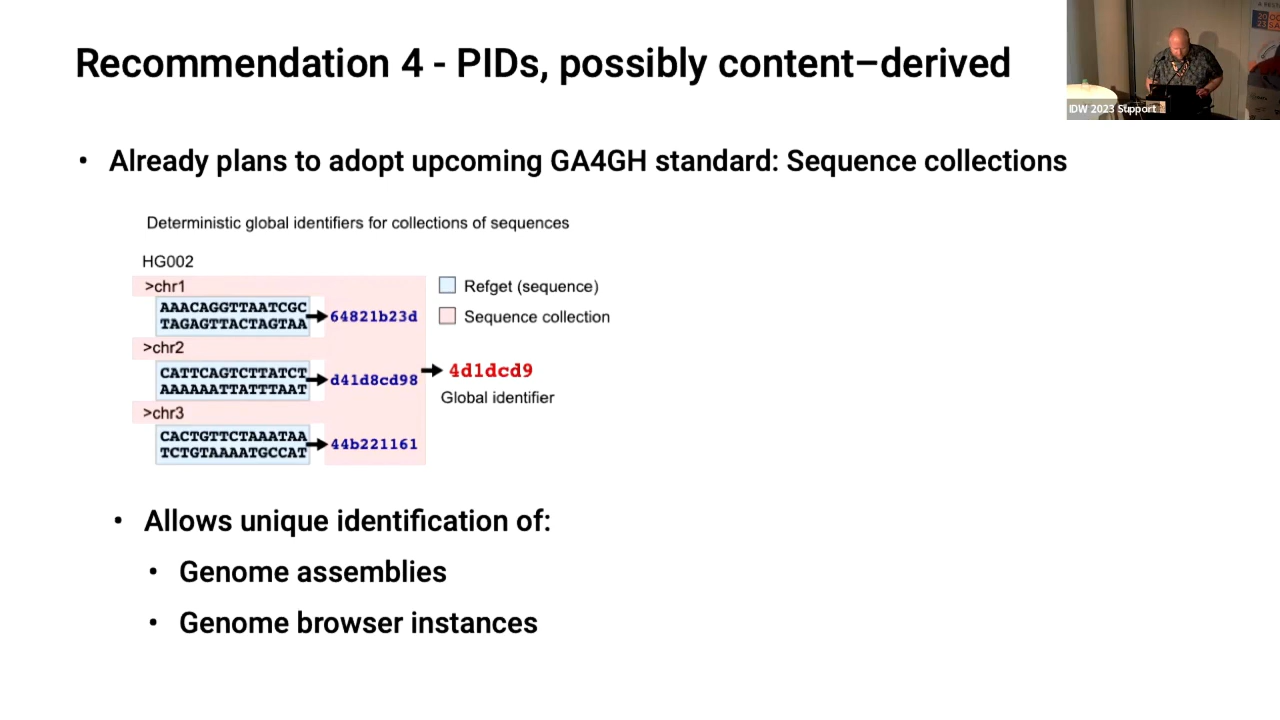 Recommendation 4 - PIDs, possibly content–derived
IDW 2023 Support
• Already plans to adopt upcoming GA4GH standard: Sequence collections
Deterministic global identifiers for collections of sequences
HG002
>chr1
AAACAGGTTAATCGC
TAGAGTTACTAGTAA
64821b23d
>chr2
CATTCAGTCTTATCT
AAAAAATTATTTAAT
d41d8cd98
>chr3
CACTGTTCTAAATAA
TCTGTAAAATGCCAT
44b221161
Refget (sequence)
Sequence collection
4d1dcd9
Global identifier
• Allows unique identification of:
• Genome assemblies
• Genome browser instances